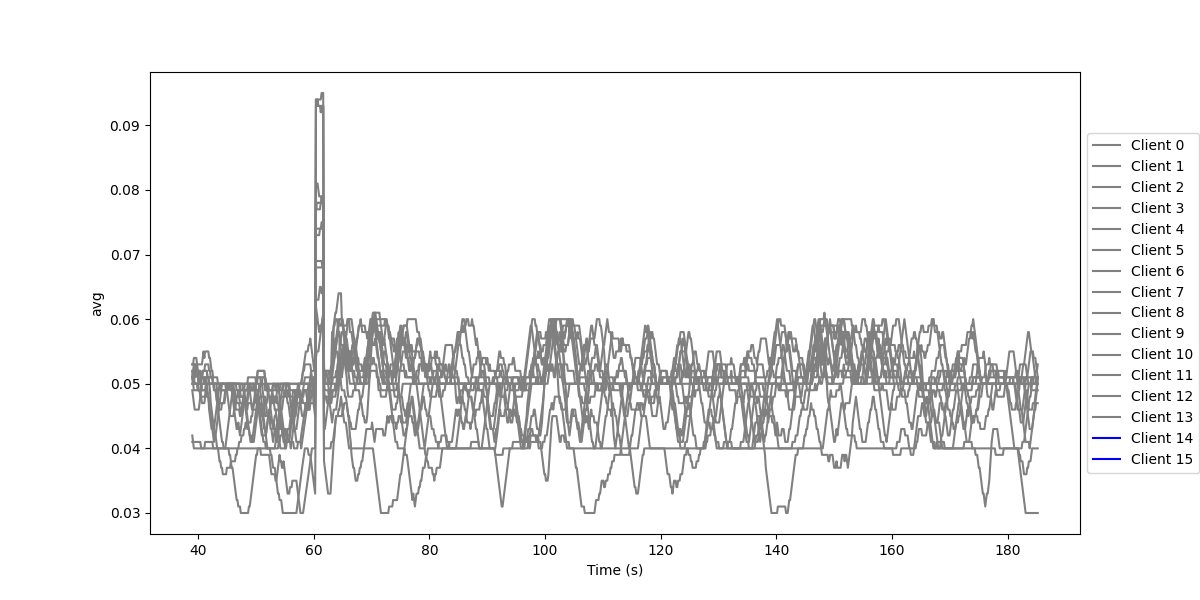 0.09
0.08
0.07
0.06
0.05
0.04
0.03
avg
40 60 80 100 120 140 160 180
Time (s)
Client 0
Client 1
Client 2
Client 3
Client 4
Client 5
Client 6
Client 7
Client 8
Client 9
Client 10
Client 11
Client 12
Client 13
Client 14
Client 15